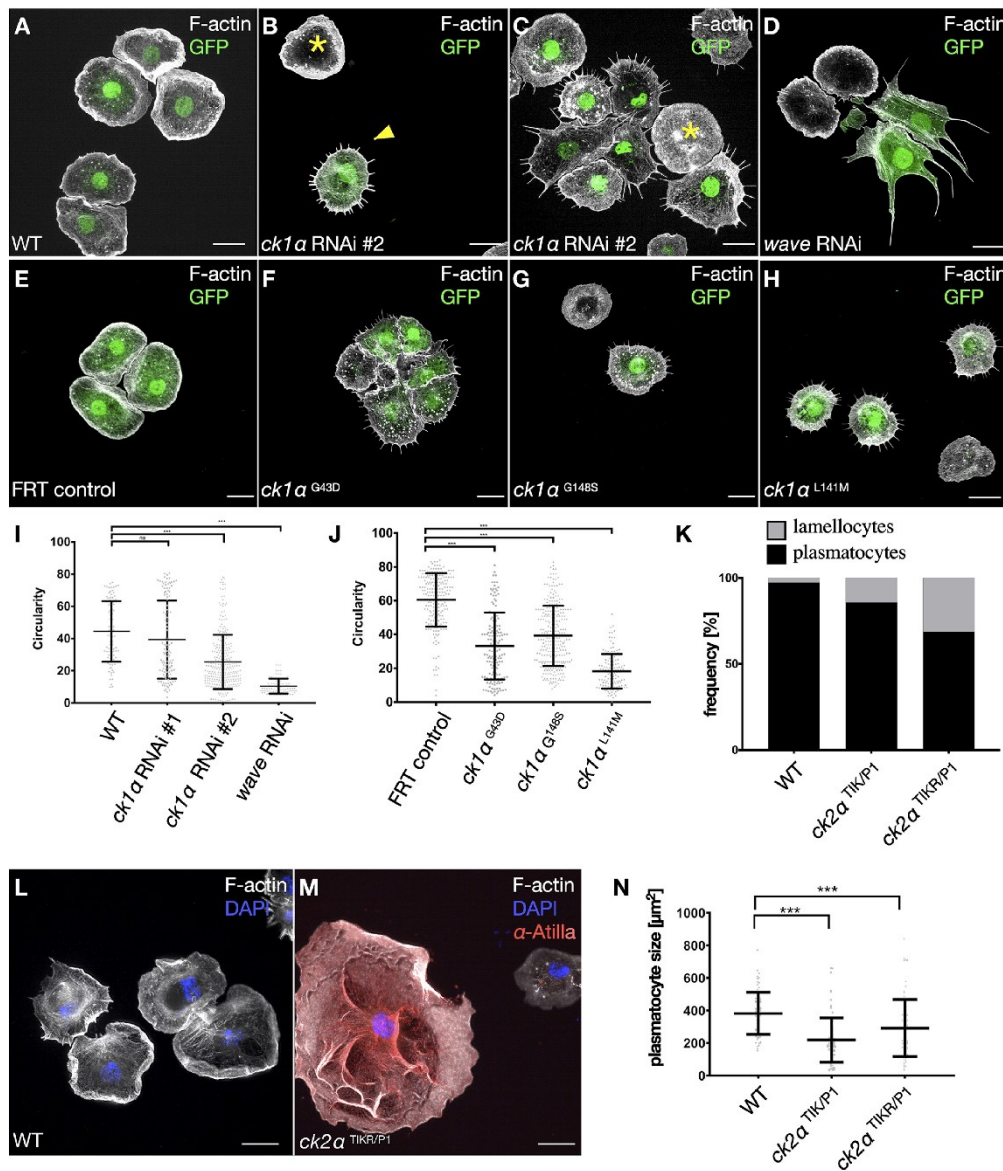 A
F-actin
GFP
WT
B
F-actin
GFP
*
ck1α RNAi #2
C
F-actin
GFP
*
ck1α RNAi #2
D
F-actin
GFP
wave RNAi
E
F-actin
GFP
FRT control
F
F-actin
GFP
ck1α G43D
G
F-actin
GFP
ck1α G148S
H
F-actin
GFP
ck1α L141M
I
***
***
ns
Circularity
100
80
60
40
20
0
WT
ck1α RNAi #1
ck1α RNAi #2
wave RNAi
J
***
***
***
Circularity
100
80
60
40
20
0
FRT control
ck1α G43D
ck1α G148S
ck1α L141M
K
lamellocytes
plasmatocytes
frequency [%]
100
50
0
WT
ck2α TIK/P1
ck2α TIKR/P1
L
F-actin
DAPI
WT
M
F-actin
DAPI
α-Atilla
ck2α TIKR/P1
N
***
***
plasmatocyte size [µm²]
1000
800
600
400
200
0
WT
ck2α TIK/P1
ck2α TIKR/P1